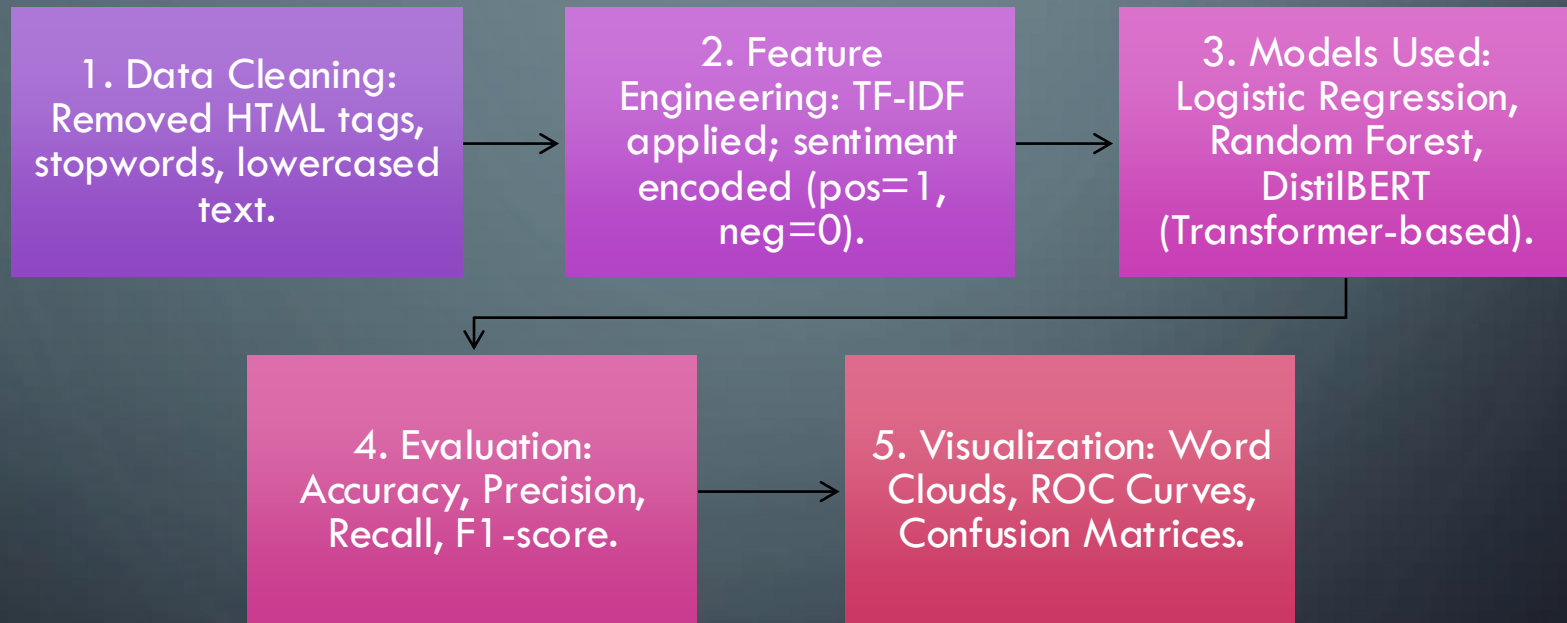 1. Data Cleaning:
Removed HTML tags,
stopwords, lowercased
text.
2. Feature
Engineering: TF-IDF
applied; sentiment
encoded (pos=1,
neg=0).
3. Models Used:
Logistic Regression,
Random Forest,
DistilBERT
(Transformer-based).
4. Evaluation:
Accuracy, Precision,
Recall, F1-score.
5. Visualization: Word
Clouds, ROC Curves,
Confusion Matrices.